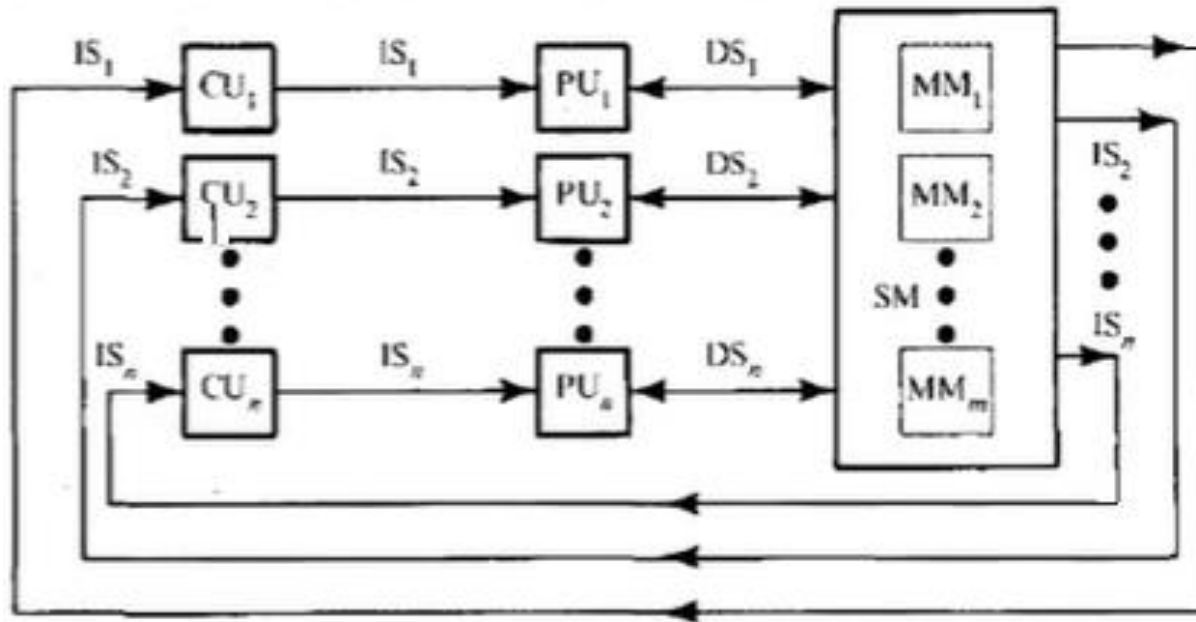 IS₁ IS₁ DS₁
CU₁ PU₁ MM₁
IS₂ IS₂ DS₂ IS₂
CU₂ PU₂ MM₂
SM
ISₙ ISₙ DSₙ ISₙ
CUₙ PUₙ MMₘ